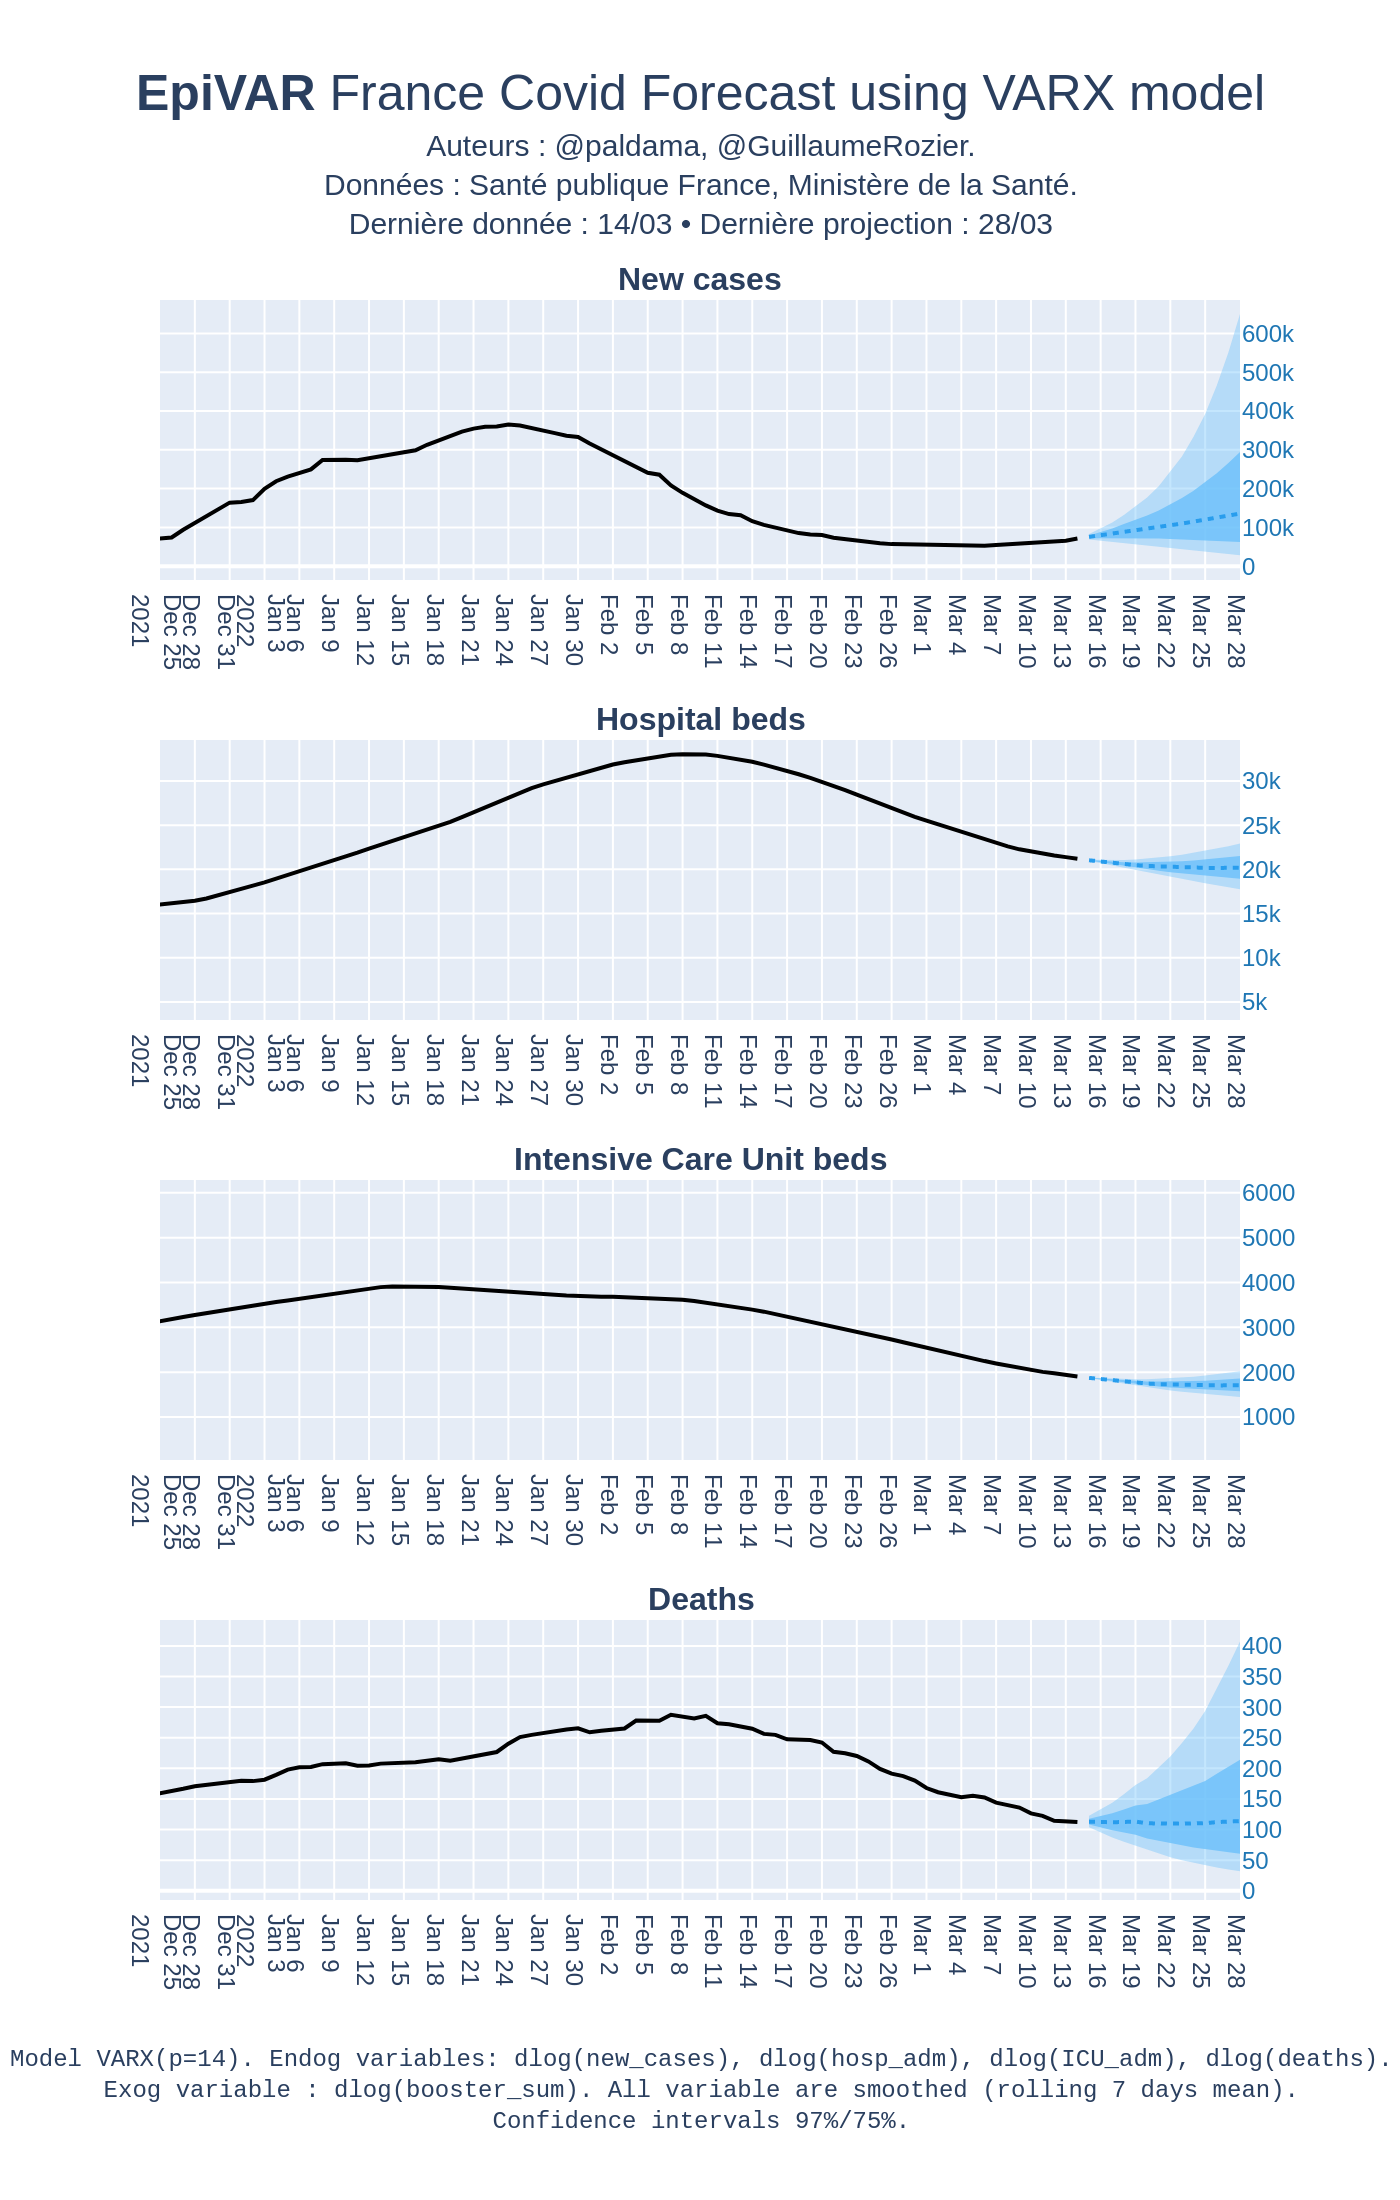 EpiVAR France Covid Forecast using VARX model
Auteurs : @paldama, @GuillaumeRozier.
Données : Santé publique France, Ministère de la Santé.
Dernière donnée : 14/03 • Dernière projection : 28/03
New cases
600k
500k
400k
300k
200k
100k
0
Dec 25 2021
Dec 28
Dec 31
Jan 3 2022
Jan 6
Jan 9
Jan 12
Jan 15
Jan 18
Jan 21
Jan 24
Jan 27
Jan 30
Feb 2
Feb 5
Feb 8
Feb 11
Feb 14
Feb 17
Feb 20
Feb 23
Feb 26
Mar 1
Mar 4
Mar 7
Mar 10
Mar 13
Mar 16
Mar 19
Mar 22
Mar 25
Mar 28
Hospital beds
30k
25k
20k
15k
10k
5k
Dec 25 2021
Dec 28
Dec 31
Jan 3 2022
Jan 6
Jan 9
Jan 12
Jan 15
Jan 18
Jan 21
Jan 24
Jan 27
Jan 30
Feb 2
Feb 5
Feb 8
Feb 11
Feb 14
Feb 17
Feb 20
Feb 23
Feb 26
Mar 1
Mar 4
Mar 7
Mar 10
Mar 13
Mar 16
Mar 19
Mar 22
Mar 25
Mar 28
Intensive Care Unit beds
6000
5000
4000
3000
2000
1000
Dec 25 2021
Dec 28
Dec 31
Jan 3 2022
Jan 6
Jan 9
Jan 12
Jan 15
Jan 18
Jan 21
Jan 24
Jan 27
Jan 30
Feb 2
Feb 5
Feb 8
Feb 11
Feb 14
Feb 17
Feb 20
Feb 23
Feb 26
Mar 1
Mar 4
Mar 7
Mar 10
Mar 13
Mar 16
Mar 19
Mar 22
Mar 25
Mar 28
Deaths
400
350
300
250
200
150
100
50
0
Dec 25 2021
Dec 28
Dec 31
Jan 3 2022
Jan 6
Jan 9
Jan 12
Jan 15
Jan 18
Jan 21
Jan 24
Jan 27
Jan 30
Feb 2
Feb 5
Feb 8
Feb 11
Feb 14
Feb 17
Feb 20
Feb 23
Feb 26
Mar 1
Mar 4
Mar 7
Mar 10
Mar 13
Mar 16
Mar 19
Mar 22
Mar 25
Mar 28
Model VARX(p=14). Endog variables: dlog(new_cases), dlog(hosp_adm), dlog(ICU_adm), dlog(deaths).
Exog variable : dlog(booster_sum). All variable are smoothed (rolling 7 days mean).
Confidence intervals 97%/75%.